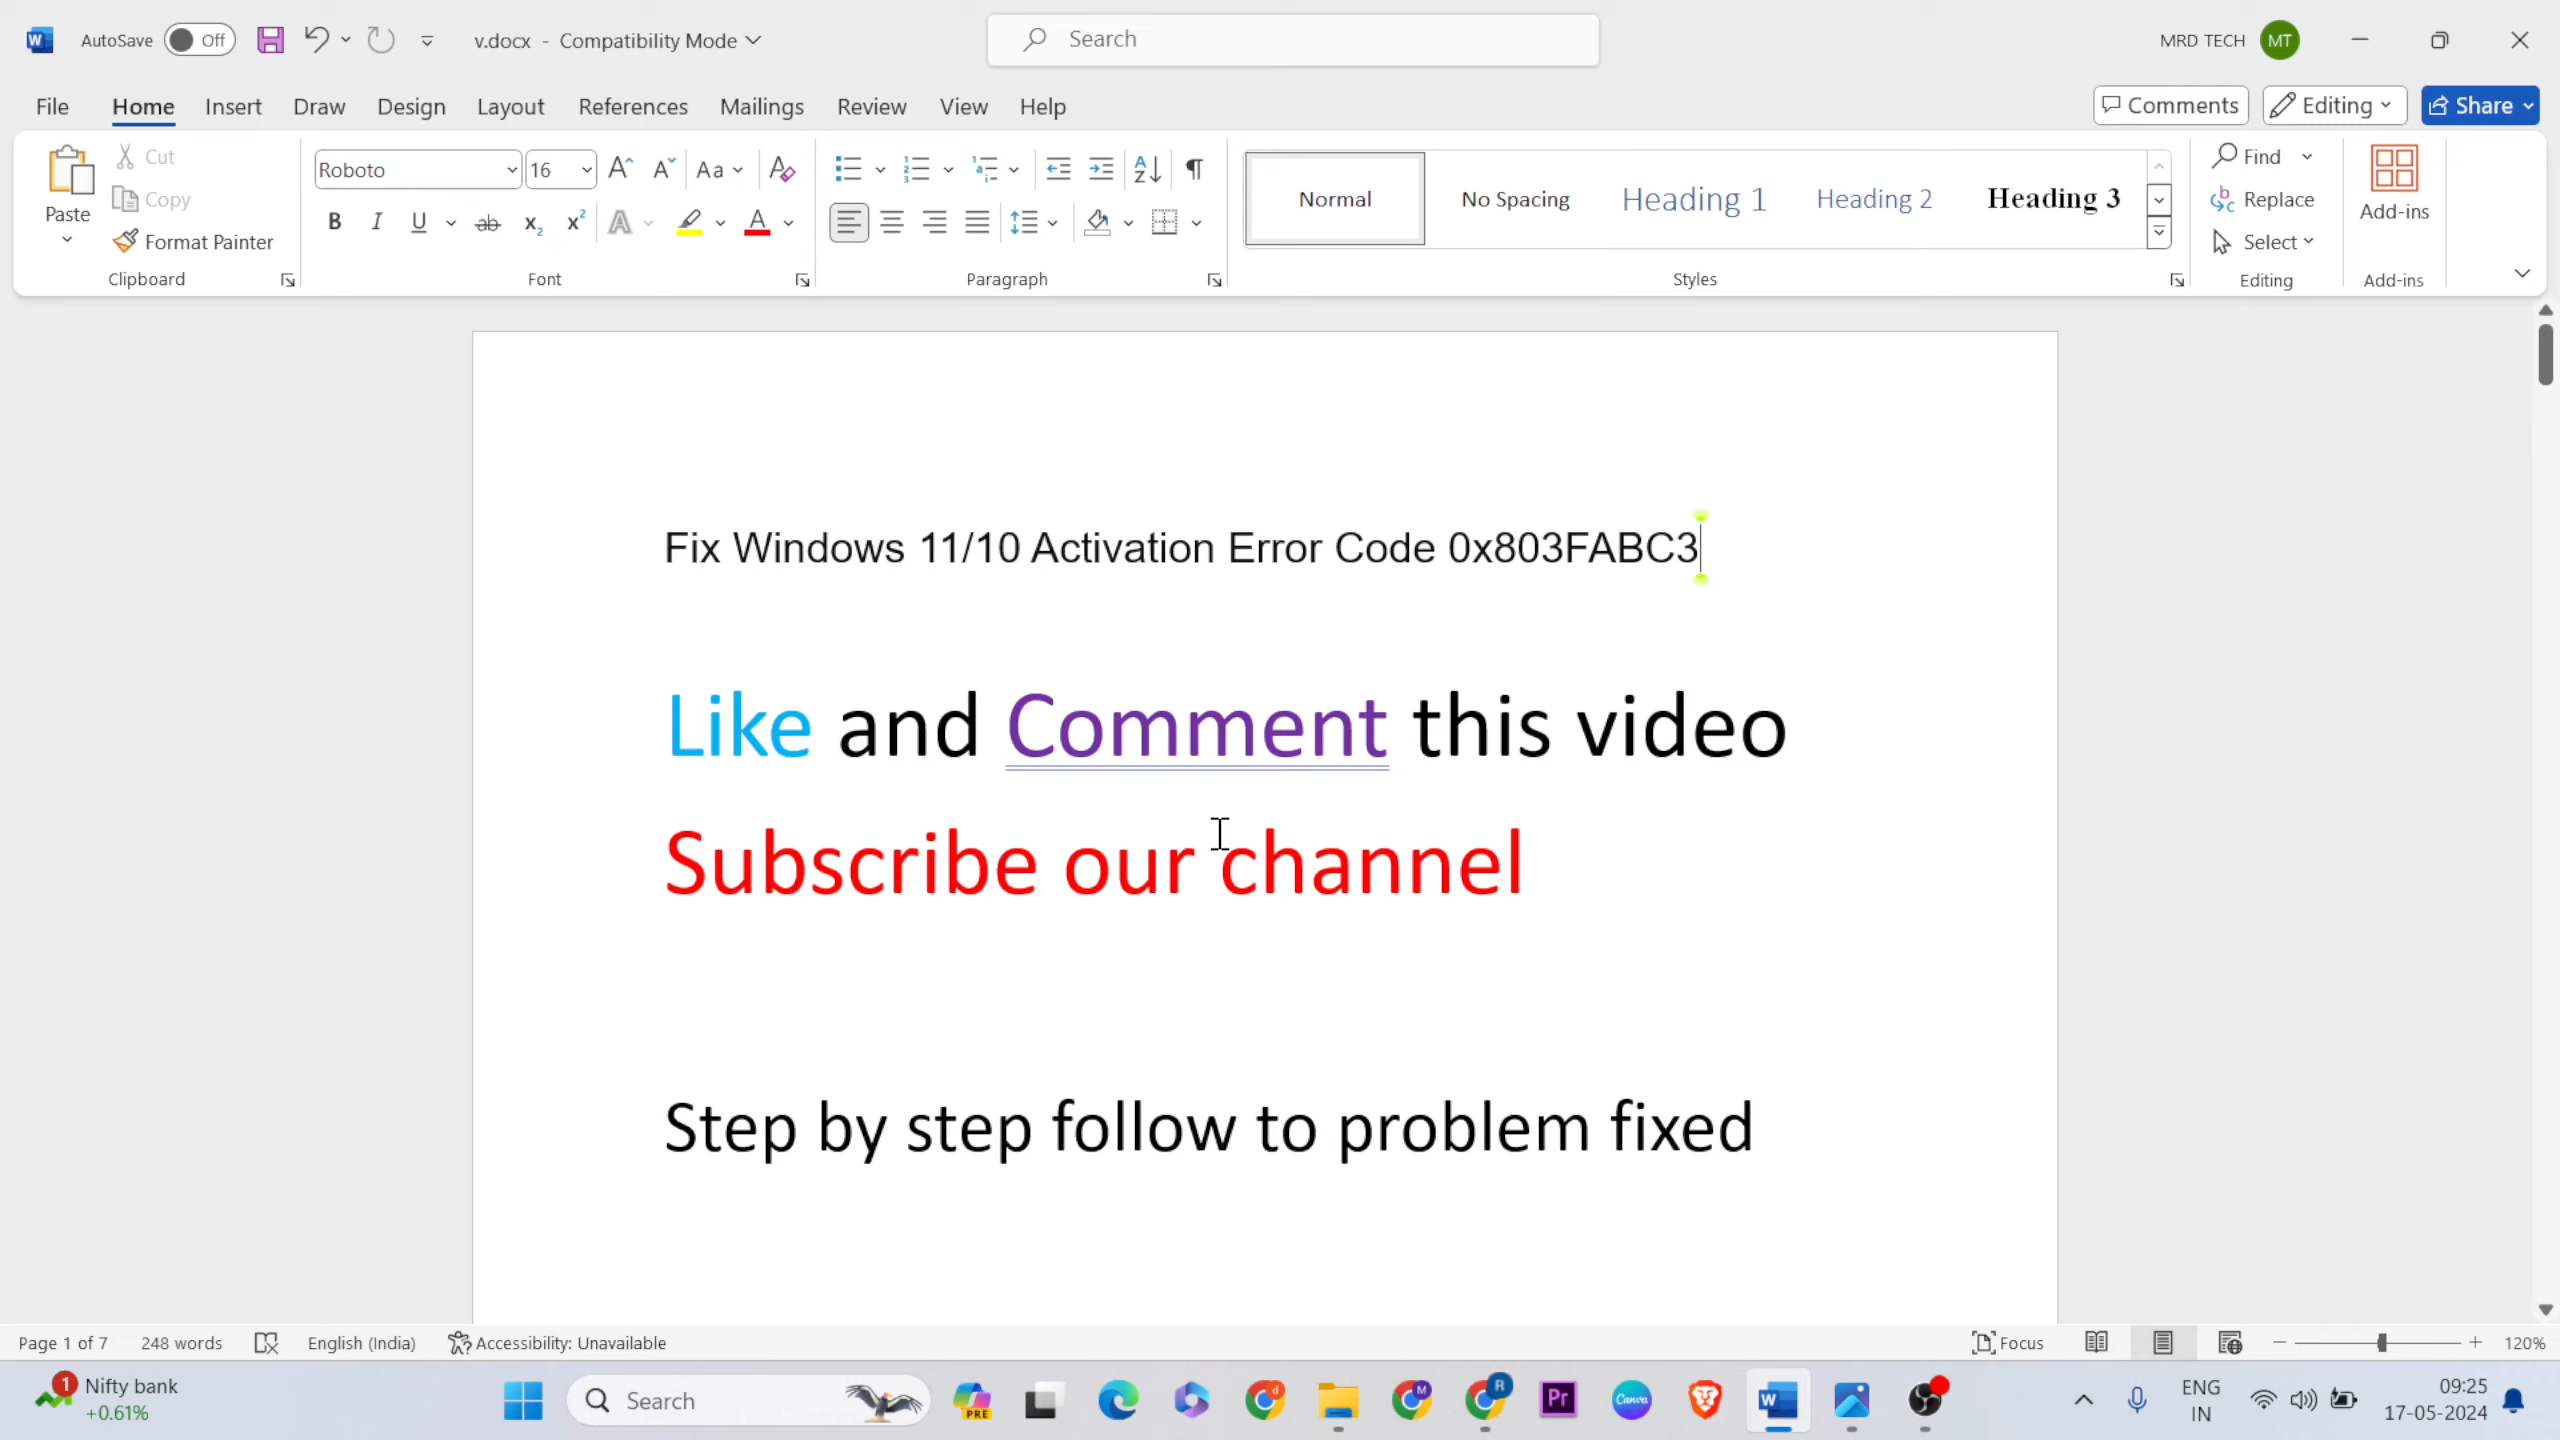 AutoSave Off v.docx - Compatibility Mode Search MRD TECH MT
File Home Insert Draw Design Layout References Mailings Review View Help Comments Editing Share
Paste Cut Copy Format Painter Clipboard
Roboto 16 Aa Font
Paragraph
Normal No Spacing Heading 1 Heading 2 Heading 3 Styles
Find Replace Select Editing
Add-ins Add-ins
Fix Windows 11/10 Activation Error Code 0x803FABC3
Like and Comment this video
Subscribe our channel
Step by step follow to problem fixed
Page 1 of 7 248 words English (India) Accessibility: Unavailable Focus 120%
1 Nifty bank
+0.61%
Search PRE d M R Pr Canva W
ENG
IN
09:25
17-05-2024